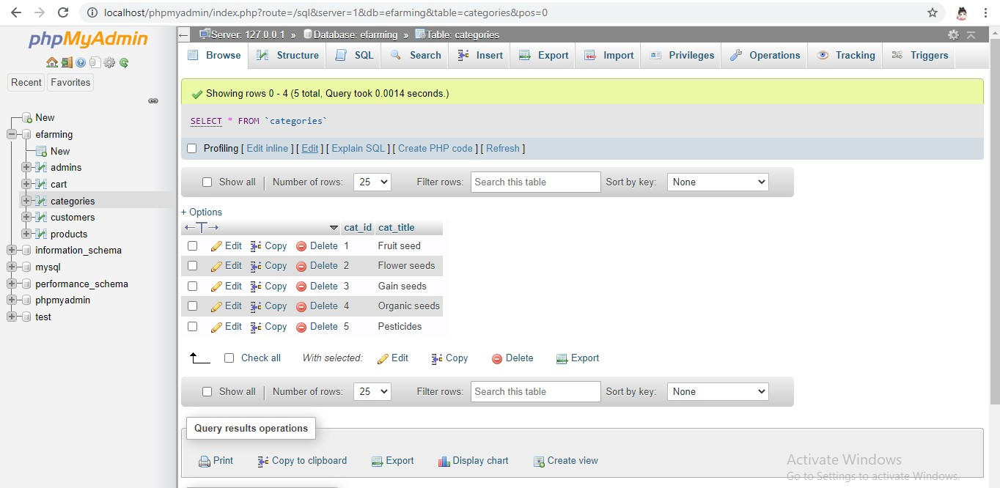 localhost/phpmyadmin/index.php?route=/sql&server=1&db=efarming&table=categories&pos=0
phpMyAdmin
Recent Favorites
New
efarming
New
admins
cart
categories
customers
products
information_schema
mysql
performance_schema
phpmyadmin
test
Server: 127.0.0.1 » Database: efarming » Table: categories
Browse Structure SQL Search Insert Export Import Privileges Operations Tracking Triggers
Showing rows 0 - 4 (5 total, Query took 0.0014 seconds.)
SELECT * FROM `categories`
Profiling [ Edit inline ] [ Edit ] [ Explain SQL ] [ Create PHP code ] [ Refresh ]
Show all | Number of rows: 25 Filter rows: Search this table Sort by key: None
+ Options
←T→ cat_id cat_title
Edit Copy Delete 1 Fruit seed
Edit Copy Delete 2 Flower seeds
Edit Copy Delete 3 Gain seeds
Edit Copy Delete 4 Organic seeds
Edit Copy Delete 5 Pesticides
Check all With selected: Edit Copy Delete Export
Show all | Number of rows: 25 Filter rows: Search this table Sort by key: None
Query results operations
Print Copy to clipboard Export Display chart Create view
Activate Windows
Go to Settings to activate Windows.